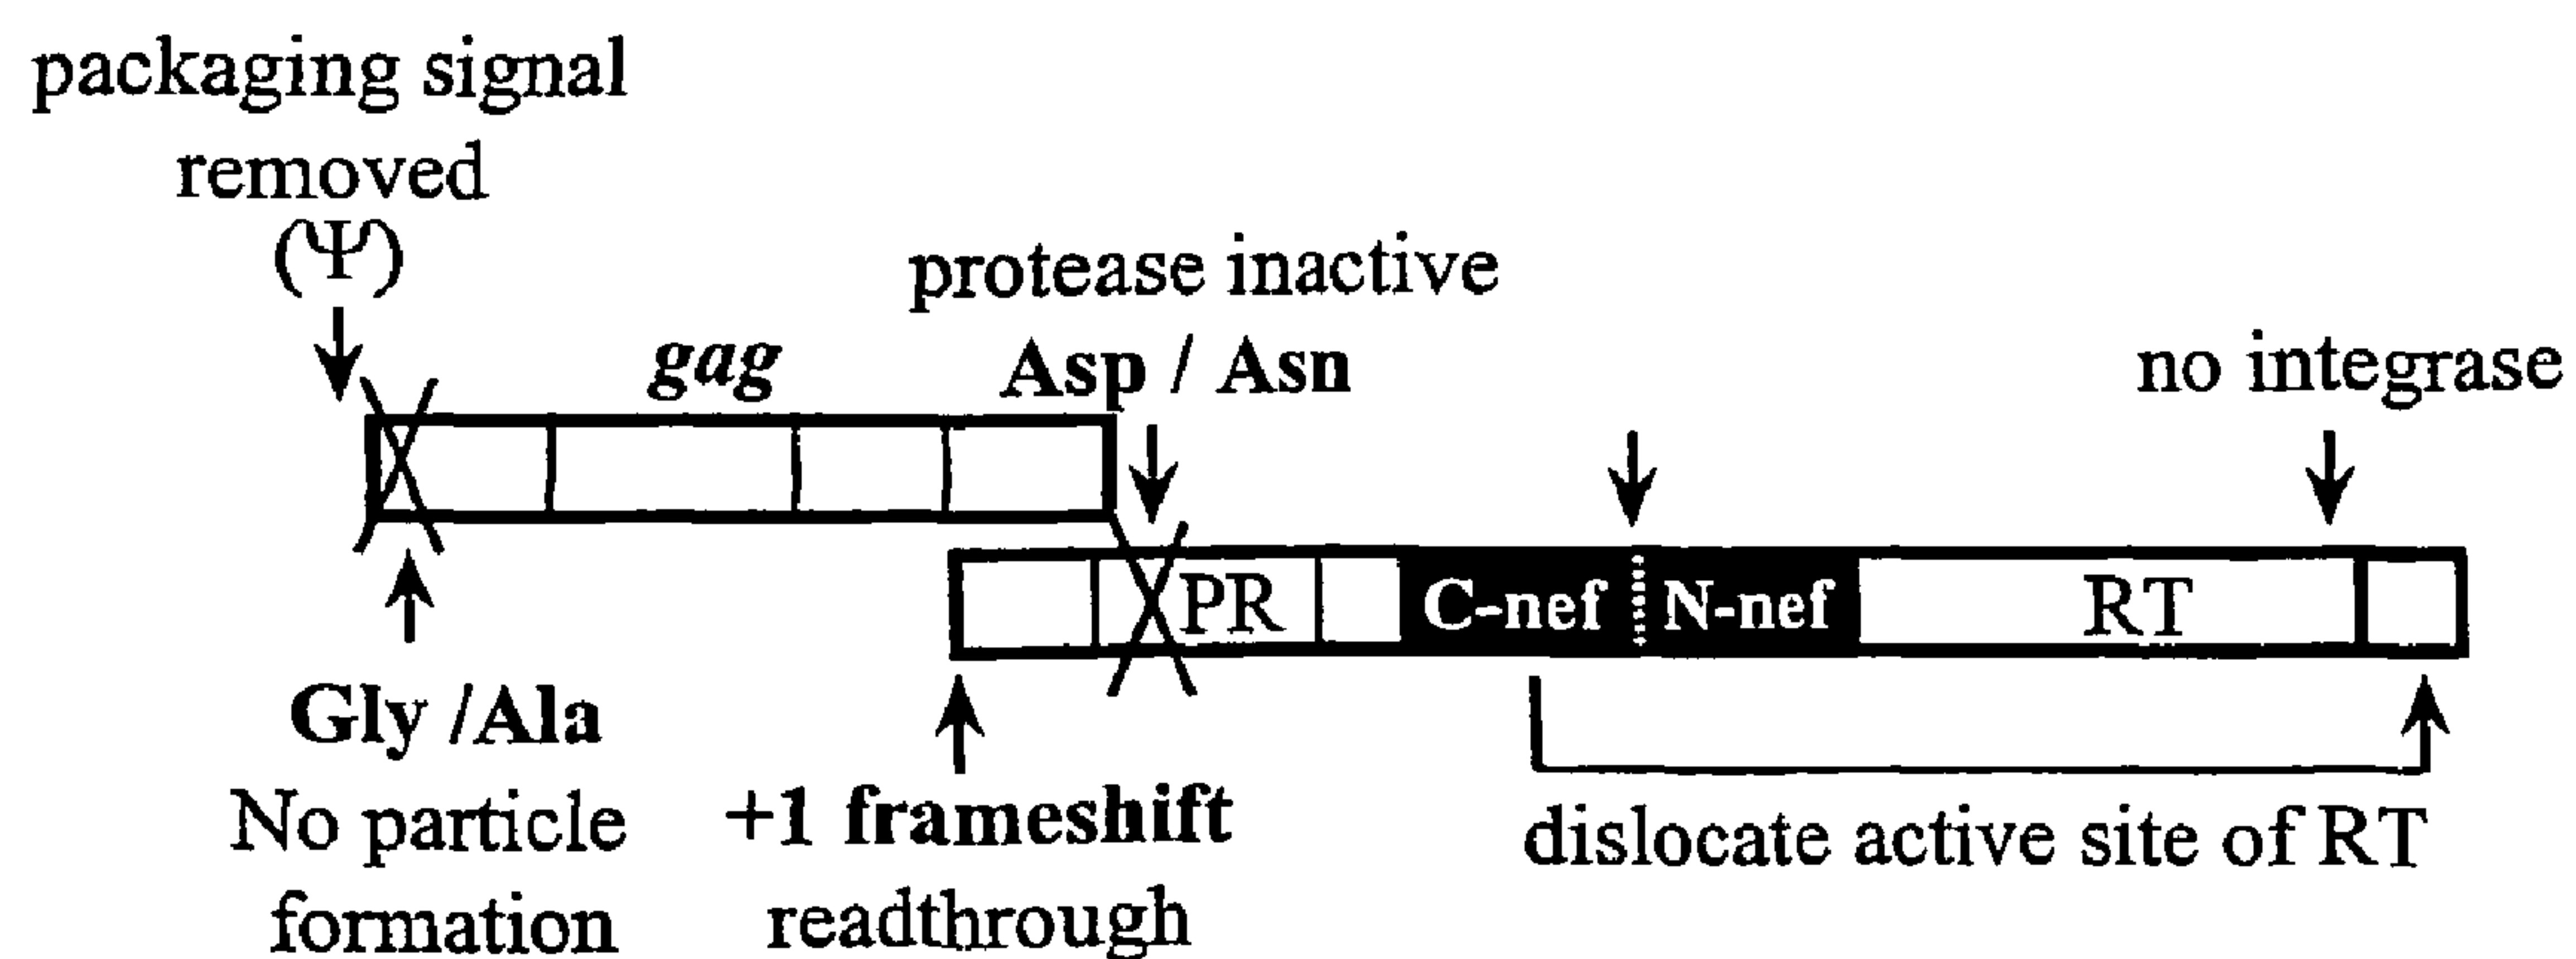 packaging signal
removed
(Ψ)
gag
protease inactive
Asp / Asn
no integrase
PR
C-nef
N-nef
RT
Gly /Ala
No particle
formation
+1 frameshift
readthrough
dislocate active site of RT